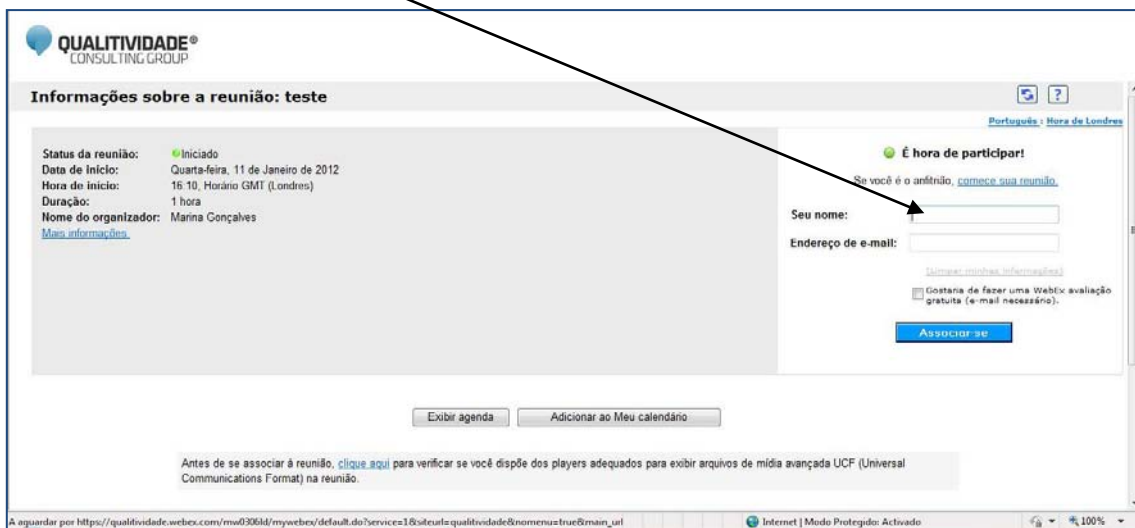 QUALITIVIDADE®
CONSULTING GROUP
Informações sobre a reunião: teste
?
Português : Hora de Londres
Status da reunião: Iniciado
Data de início: Quarta-feira, 11 de Janeiro de 2012
Hora de início: 16 10, Horário GMT (Londres)
Duração: 1 hora
Nome do organizador: Marina Gonçalves
Mais informações.
É hora de participar!
Se você é o anfitrião, comece sua reunião.
Seu nome:
Endereço de e-mail:
(Limpar minhas informações)
Gostaria de fazer uma WebEx avaliação
gratuita (e-mail necessário).
Associar-se
Exibir agenda
Adicionar ao Meu calendário
Antes de se associar à reunião, clique aqui para verificar se você dispõe dos players adequados para exibir arquivos de mídia avançada UCF (Universal
Communications Format) na reunião.
A aguardar por https://qualitividade.webex.com/mw0306ld/mywebex/default.do?service=1&siteurl=qualitividade&nomenu=true&main_url
Internet | Modo Protegido: Activado
100%